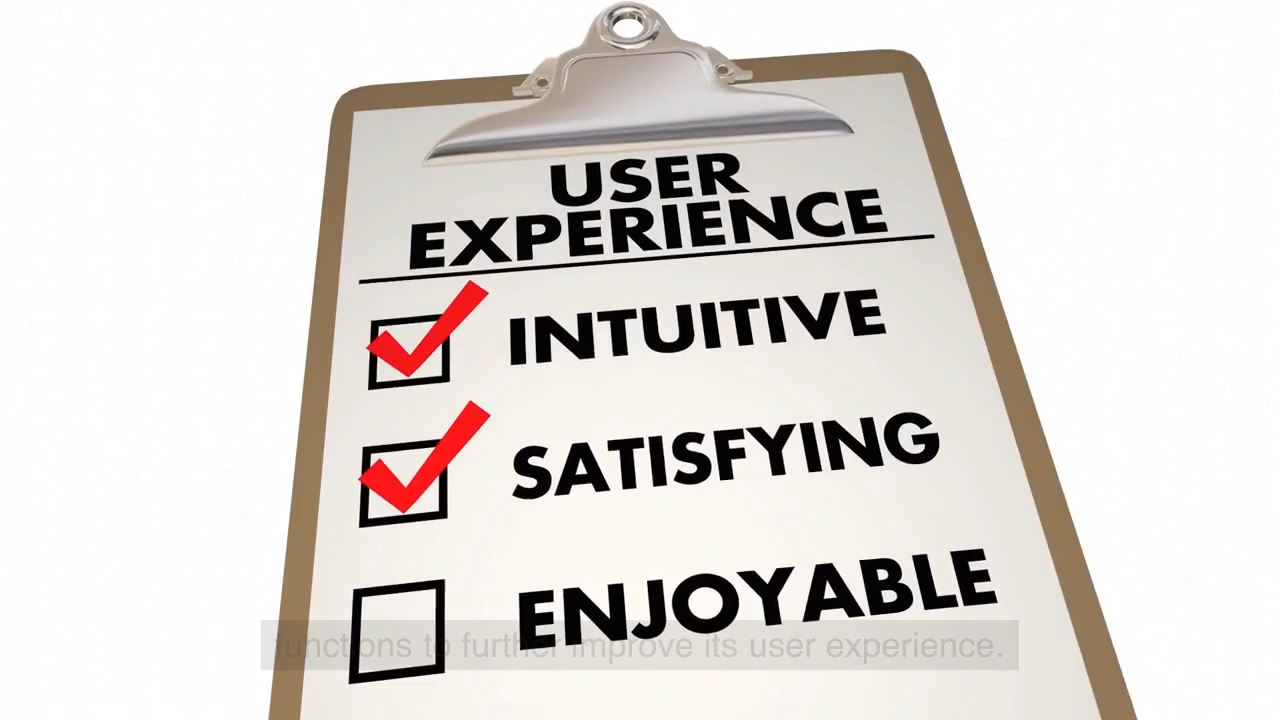 USER
EXPERIENCE
INTUITIVE
SATISFYING
ENJOYABLE
functions to further improve its user experience.